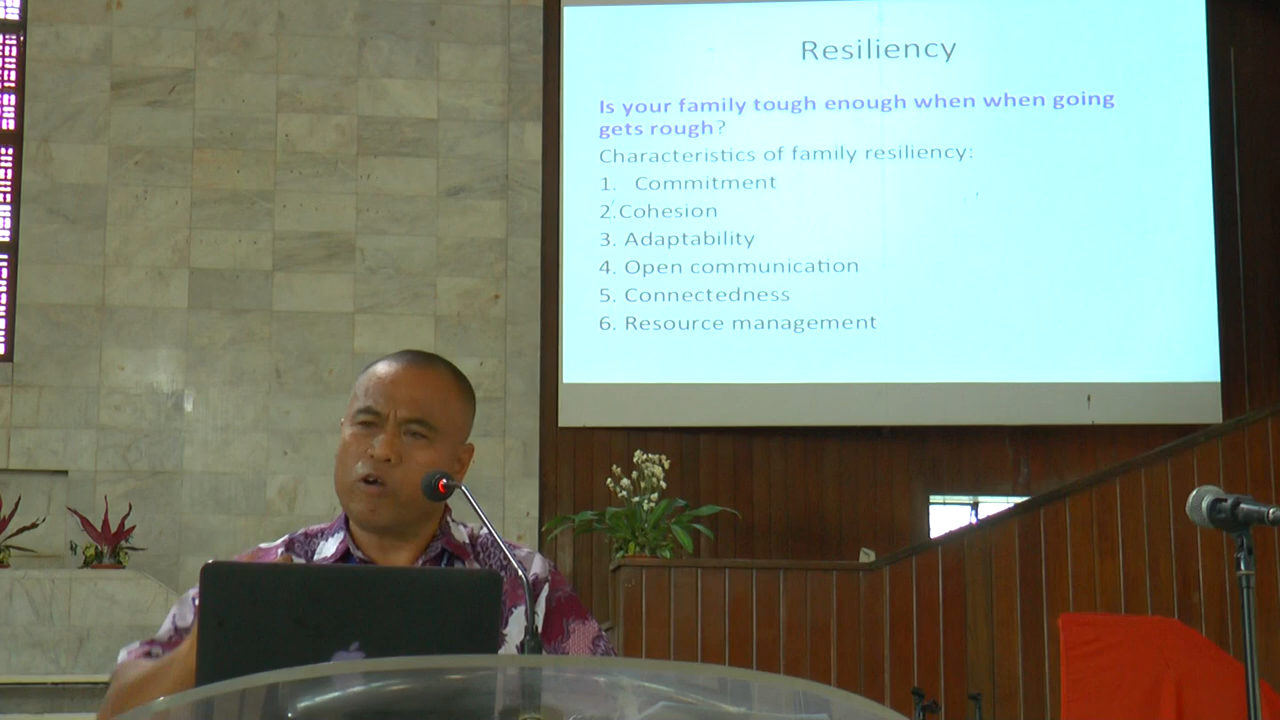 Resiliency
Is your family tough enough when when going
gets rough?
Characteristics of family resiliency:
1. Commitment
2.Cohesion
3. Adaptability
4. Open communication
5. Connectedness
6. Resource management